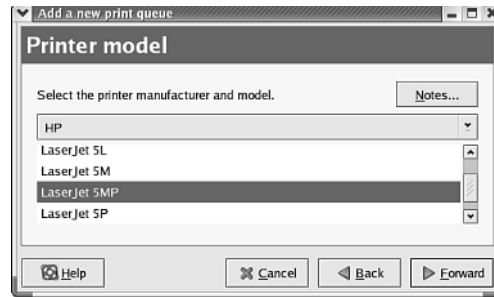 Add a new print queue
Printer model
Select the printer manufacturer and model.
Notes...
HP
LaserJet 5L
LaserJet 5M
LaserJet 5MP
LaserJet 5P
Help
Cancel
Back
Forward